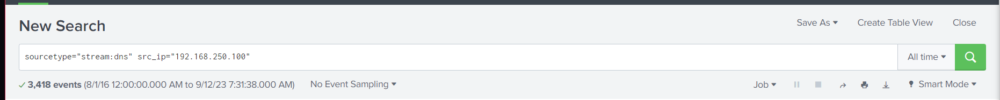 New Search
Save As ▾ Create Table View Close
sourcetype="stream:dns" src_ip="192.168.250.100"
All time ▾
✓ 3,418 events (8/1/16 12:00:00.000 AM to 9/12/23 7:31:38.000 AM) No Event Sampling ▾
Job ▾ Smart Mode ▾